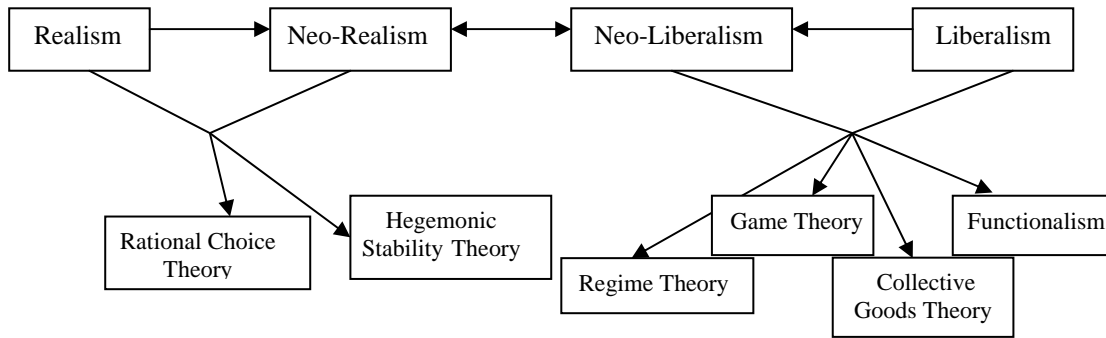 Realism
Neo-Realism
Neo-Liberalism
Liberalism
Rational Choice
Theory
Hegemonic
Stability Theory
Game Theory
Functionalism
Regime Theory
Collective
Goods Theory